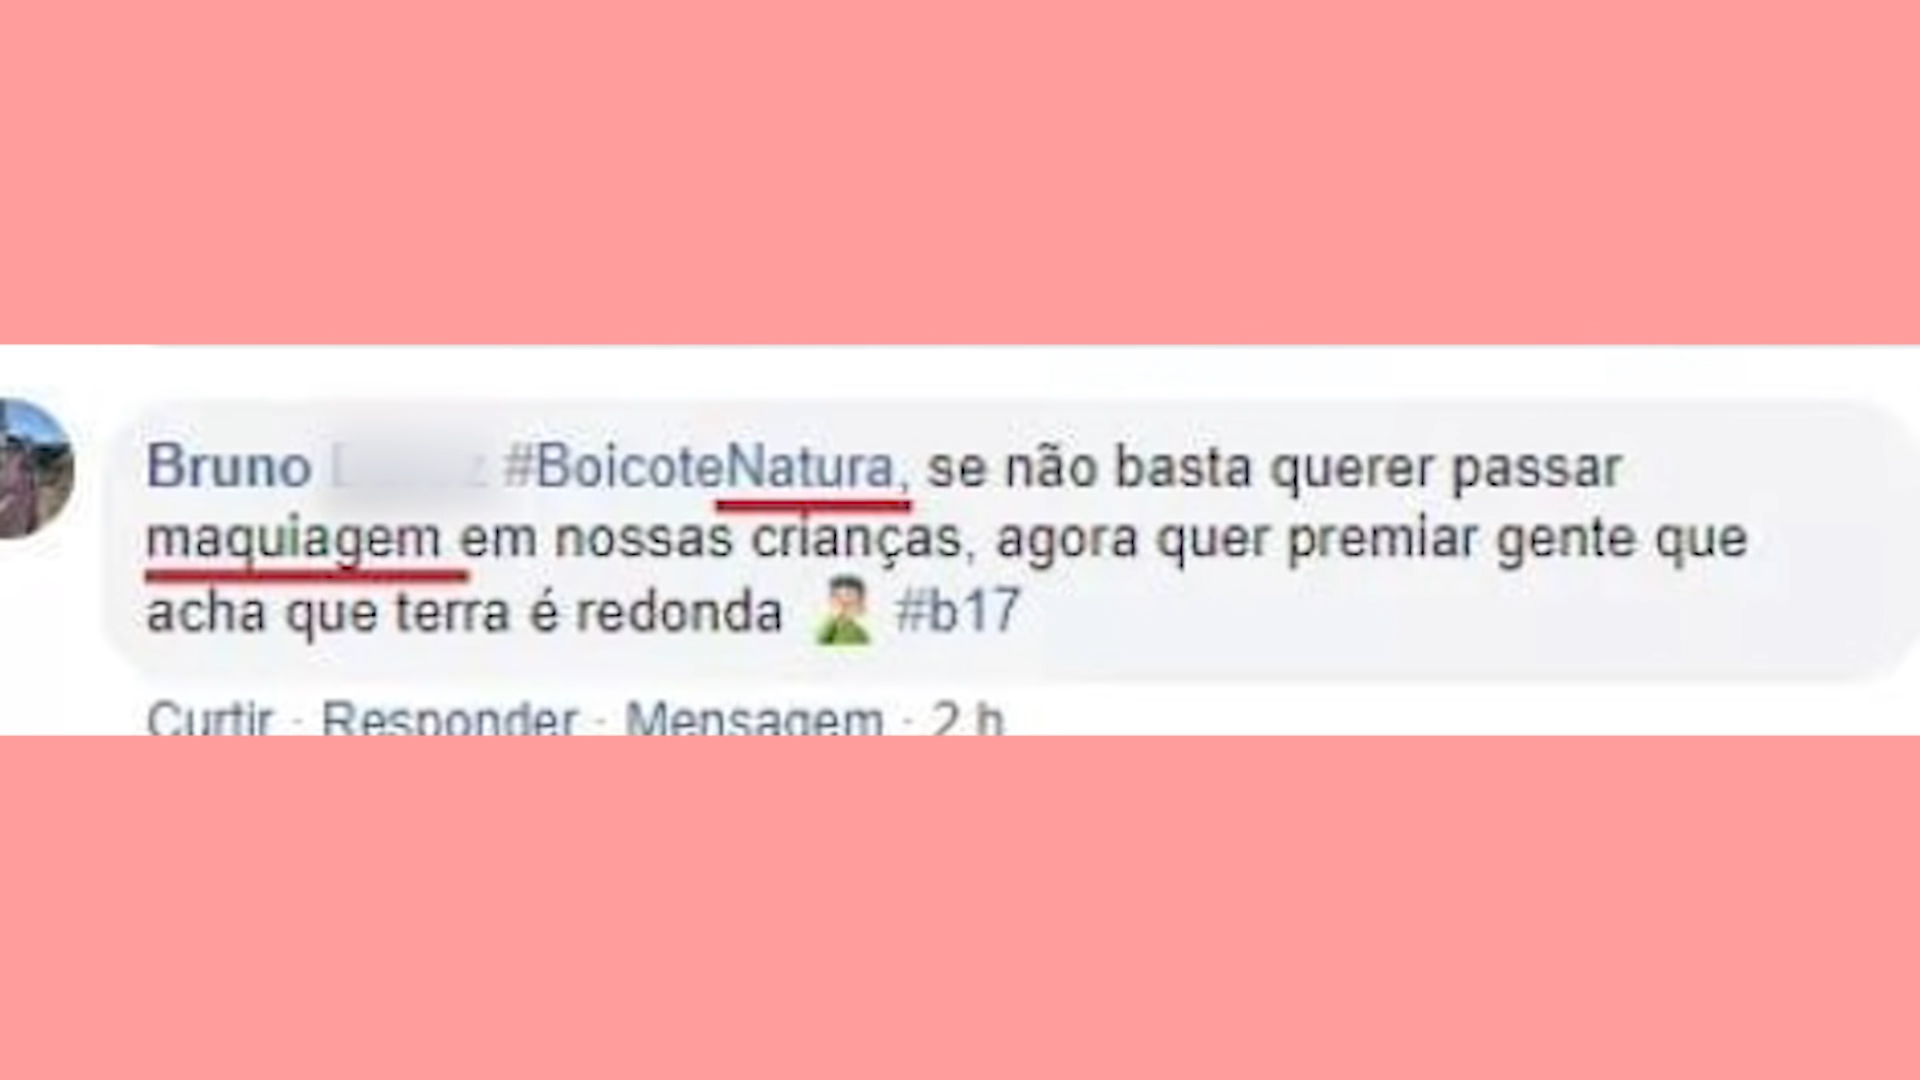 Bruno #BoicoteNatura, se não basta querer passar
maquiagem em nossas crianças, agora quer premiar gente que
acha que terra é redonda 🤦‍♂️ #b17
Curtir · Responder · Mensagem · 2 h